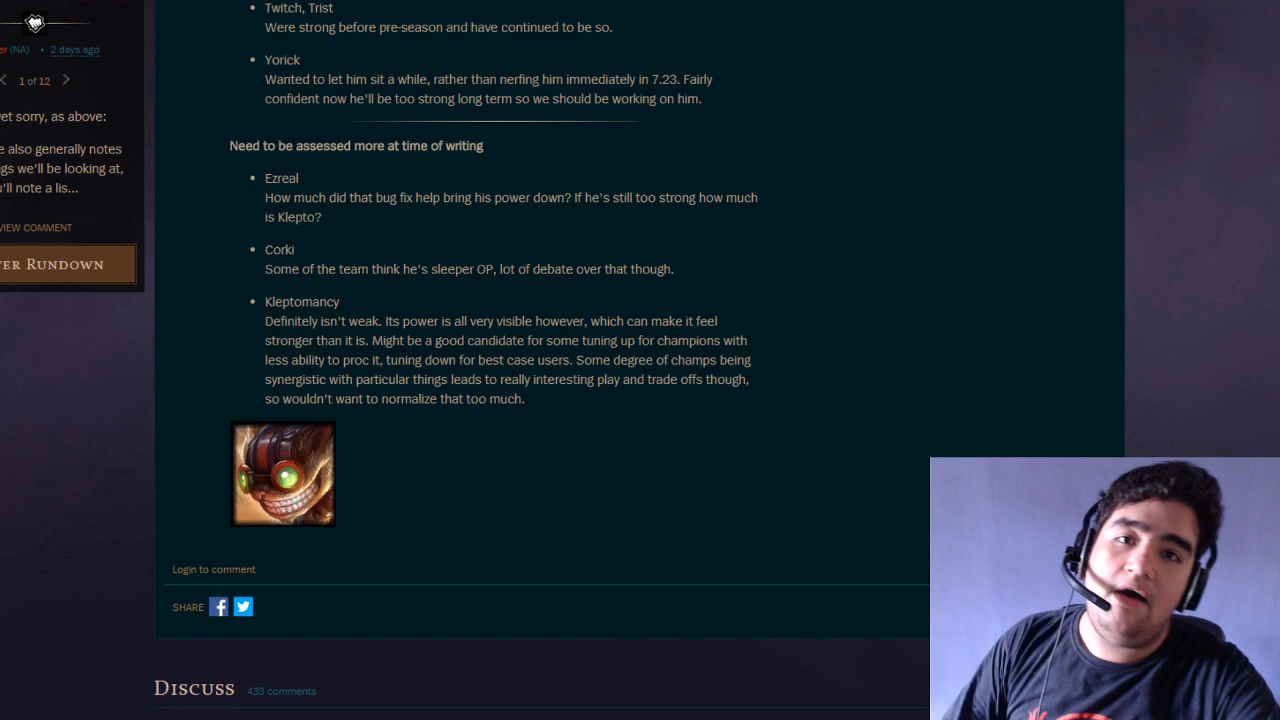 er (NA) • 2 days ago
1 of 12
et sorry, as above:
e also generally notes
gs we'll be looking at,
u'll note a lis...
VIEW COMMENT
ER RUNDOWN
• Twitch, Trist
Were strong before pre-season and have continued to be so.
• Yorick
Wanted to let him sit a while, rather than nerfing him immediately in 7.23. Fairly
confident now he'll be too strong long term so we should be working on him.
Need to be assessed more at time of writing
• Ezreal
How much did that bug fix help bring his power down? If he's still too strong how much
is Klepto?
• Corki
Some of the team think he's sleeper OP, lot of debate over that though.
• Kleptomancy
Definitely isn't weak. Its power is all very visible however, which can make it feel
stronger than it is. Might be a good candidate for some tuning up for champions with
less ability to proc it, tuning down for best case users. Some degree of champs being
synergistic with particular things leads to really interesting play and trade offs though,
so wouldn't want to normalize that too much.
Login to comment
SHARE
DISCUSS 433 comments